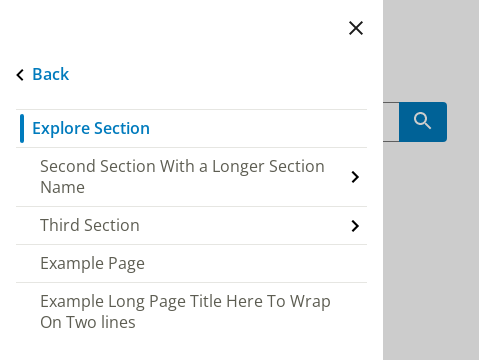 Back
Explore Section
Second Section With a Longer Section
Name
Third Section
Example Page
Example Long Page Title Here To Wrap
On Two lines